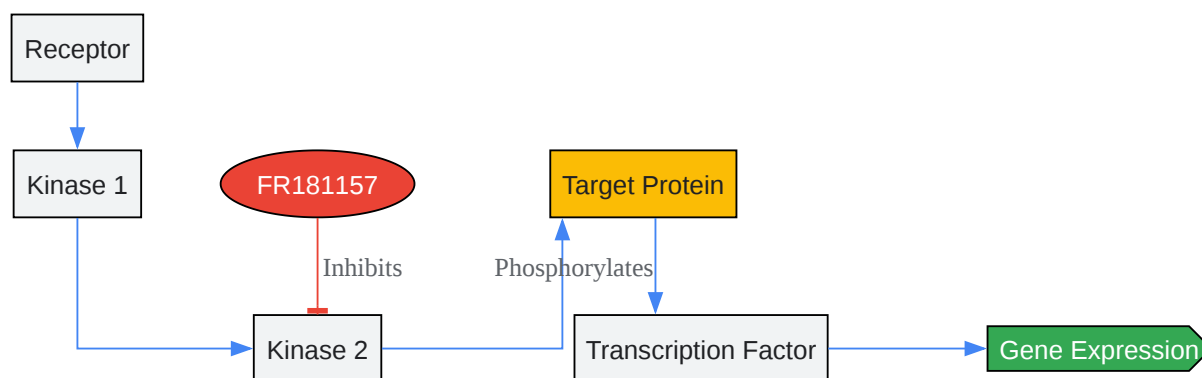 Receptor
Kinase 1
FR181157
Target Protein
Inhibits
Phosphorylates
Kinase 2
Transcription Factor
Gene Expression